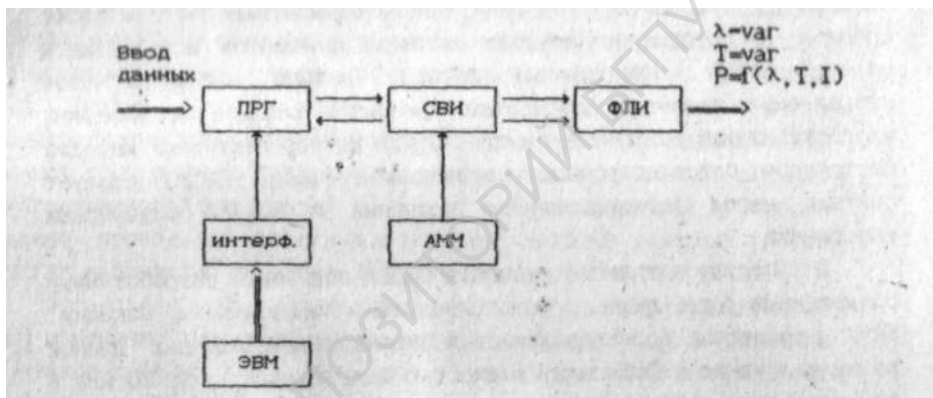 Ввод
данных
ПРГ
СВИ
ФЛИ
λ=var
T=var
P=f(λ,T,I)
интерф.
АММ
ЭВМ